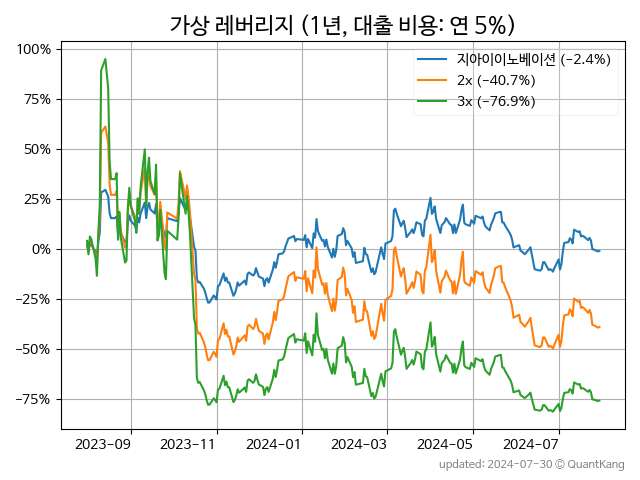 가상 레버리지 (1년, 대출 비용: 연 5%)
100%
75%
50%
25%
0%
−25%
−50%
−75%
지아이이노베이션 (−2.4%)
2x (−40.7%)
3x (−76.9%)
2023-09 2023-11 2024-01 2024-03 2024-05 2024-07
updated: 2024-07-30 © QuantKang